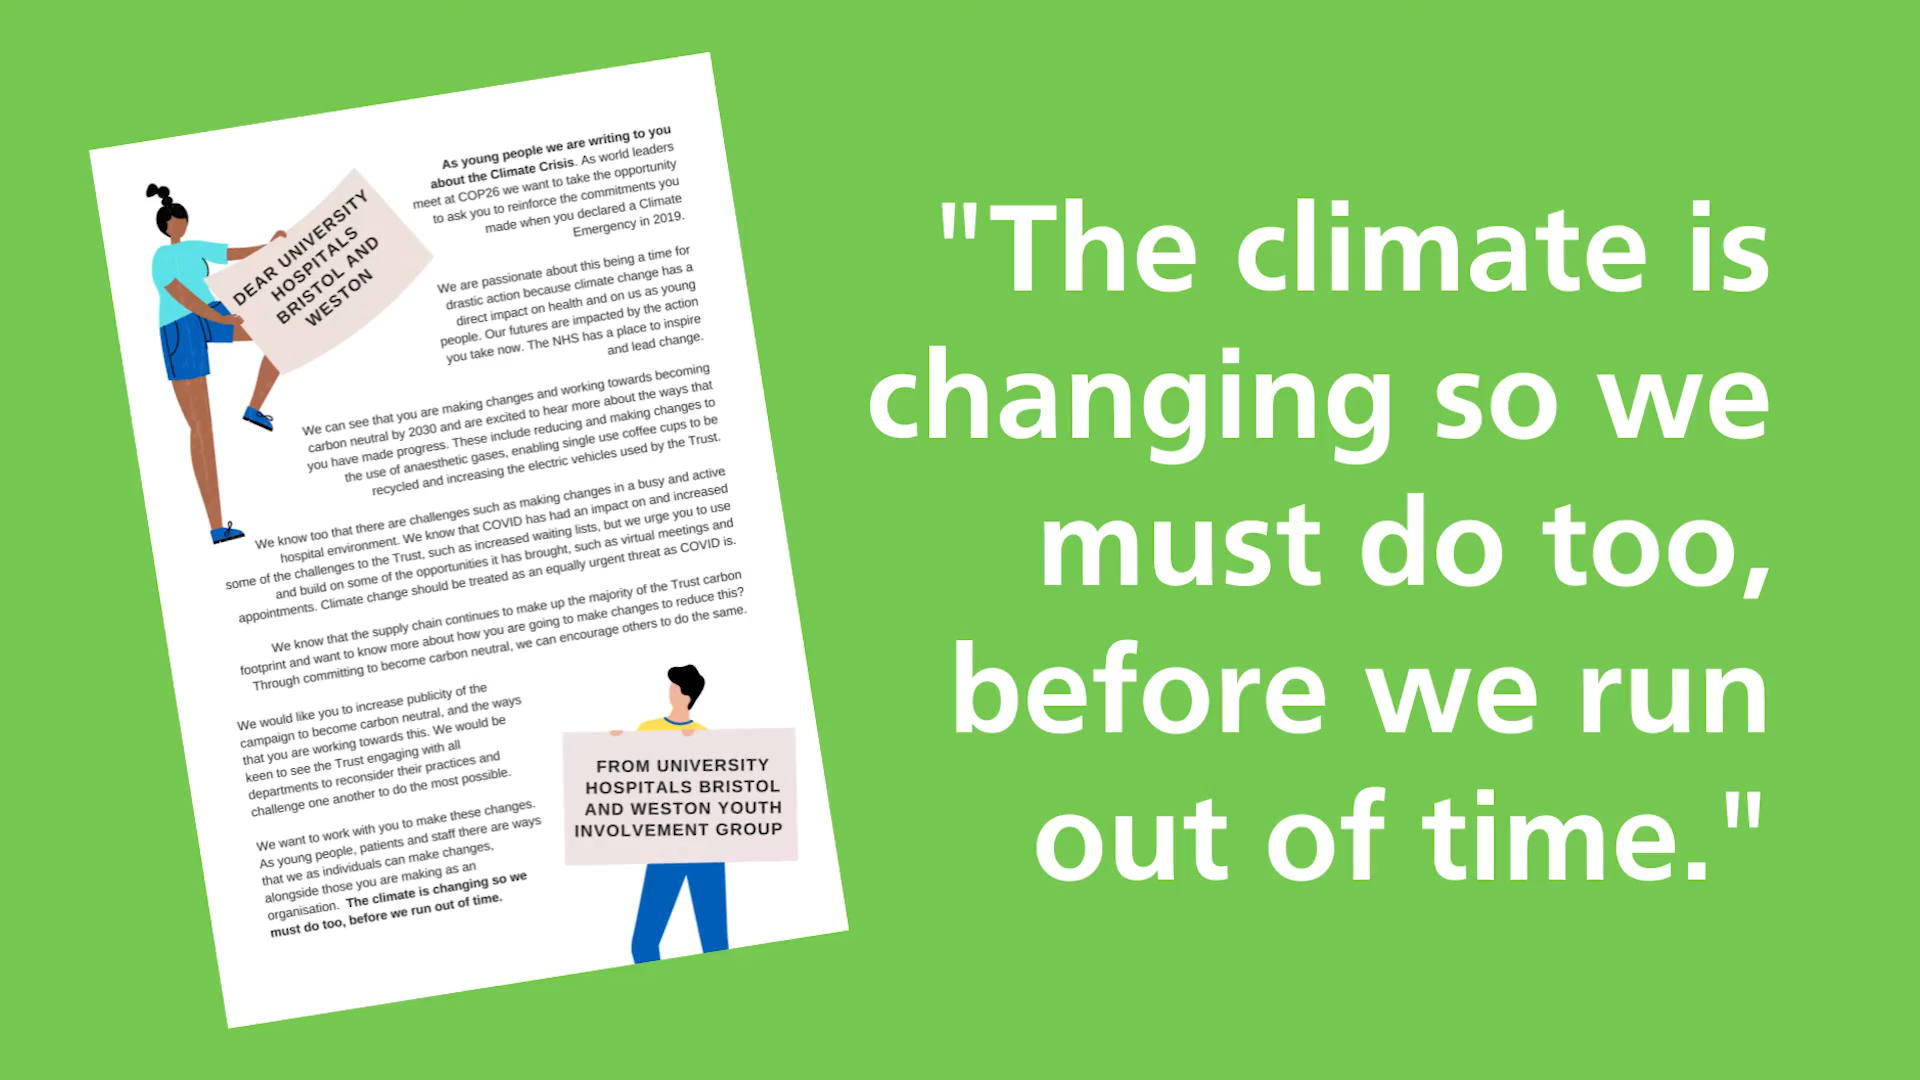 DEAR UNIVERSITY
HOSPITALS
BRISTOL AND
WESTON
As young people we are writing to you
about the Climate Crisis. As world leaders
meet at COP26 we want to take the opportunity
to ask you to reinforce the commitments you
made when you declared a Climate
Emergency in 2019.
We are passionate about this being a time for
drastic action because climate change has a
direct impact on health and on us as young
people. Our futures are impacted by the action
you take now. The NHS has a place to inspire
and lead change.
We can see that you are making changes and working towards becoming
carbon neutral by 2030 and are excited to hear more about the ways that
you have made progress. These include reducing and making changes to
the use of anaesthetic gases, enabling single use coffee cups to be
recycled and increasing the electric vehicles used by the Trust.
We know too that there are challenges such as making changes in a busy and active
hospital environment. We know that COVID has had an impact on and increased
some of the challenges to the Trust, such as increased waiting lists, but we urge you to use
and build on some of the opportunities it has brought, such as virtual meetings and
appointments. Climate change should be treated as an equally urgent threat as COVID is.
We know that the supply chain continues to make up the majority of the Trust carbon
footprint and want to know more about how you are going to make changes to reduce this?
Through committing to become carbon neutral, we can encourage others to do the same.
We would like you to increase publicity of the
campaign to become carbon neutral, and the ways
that you are working towards this. We would be
keen to see the Trust engaging with all
departments to reconsider their practices and
challenge one another to do the most possible.
We want to work with you to make these changes.
As young people, patients and staff there are ways
that we as individuals can make changes,
alongside those you are making as an
organisation. The climate is changing so we
must do too, before we run out of time.
FROM UNIVERSITY
HOSPITALS BRISTOL
AND WESTON YOUTH
INVOLVEMENT GROUP
"The climate is
changing so we
must do too,
before we run
out of time."